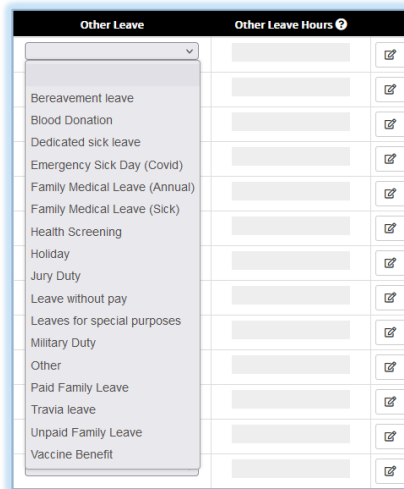 Other Leave
Other Leave Hours ?
Bereavement leave
Blood Donation
Dedicated sick leave
Emergency Sick Day (Covid)
Family Medical Leave (Annual)
Family Medical Leave (Sick)
Health Screening
Holiday
Jury Duty
Leave without pay
Leaves for special purposes
Military Duty
Other
Paid Family Leave
Travia leave
Unpaid Family Leave
Vaccine Benefit